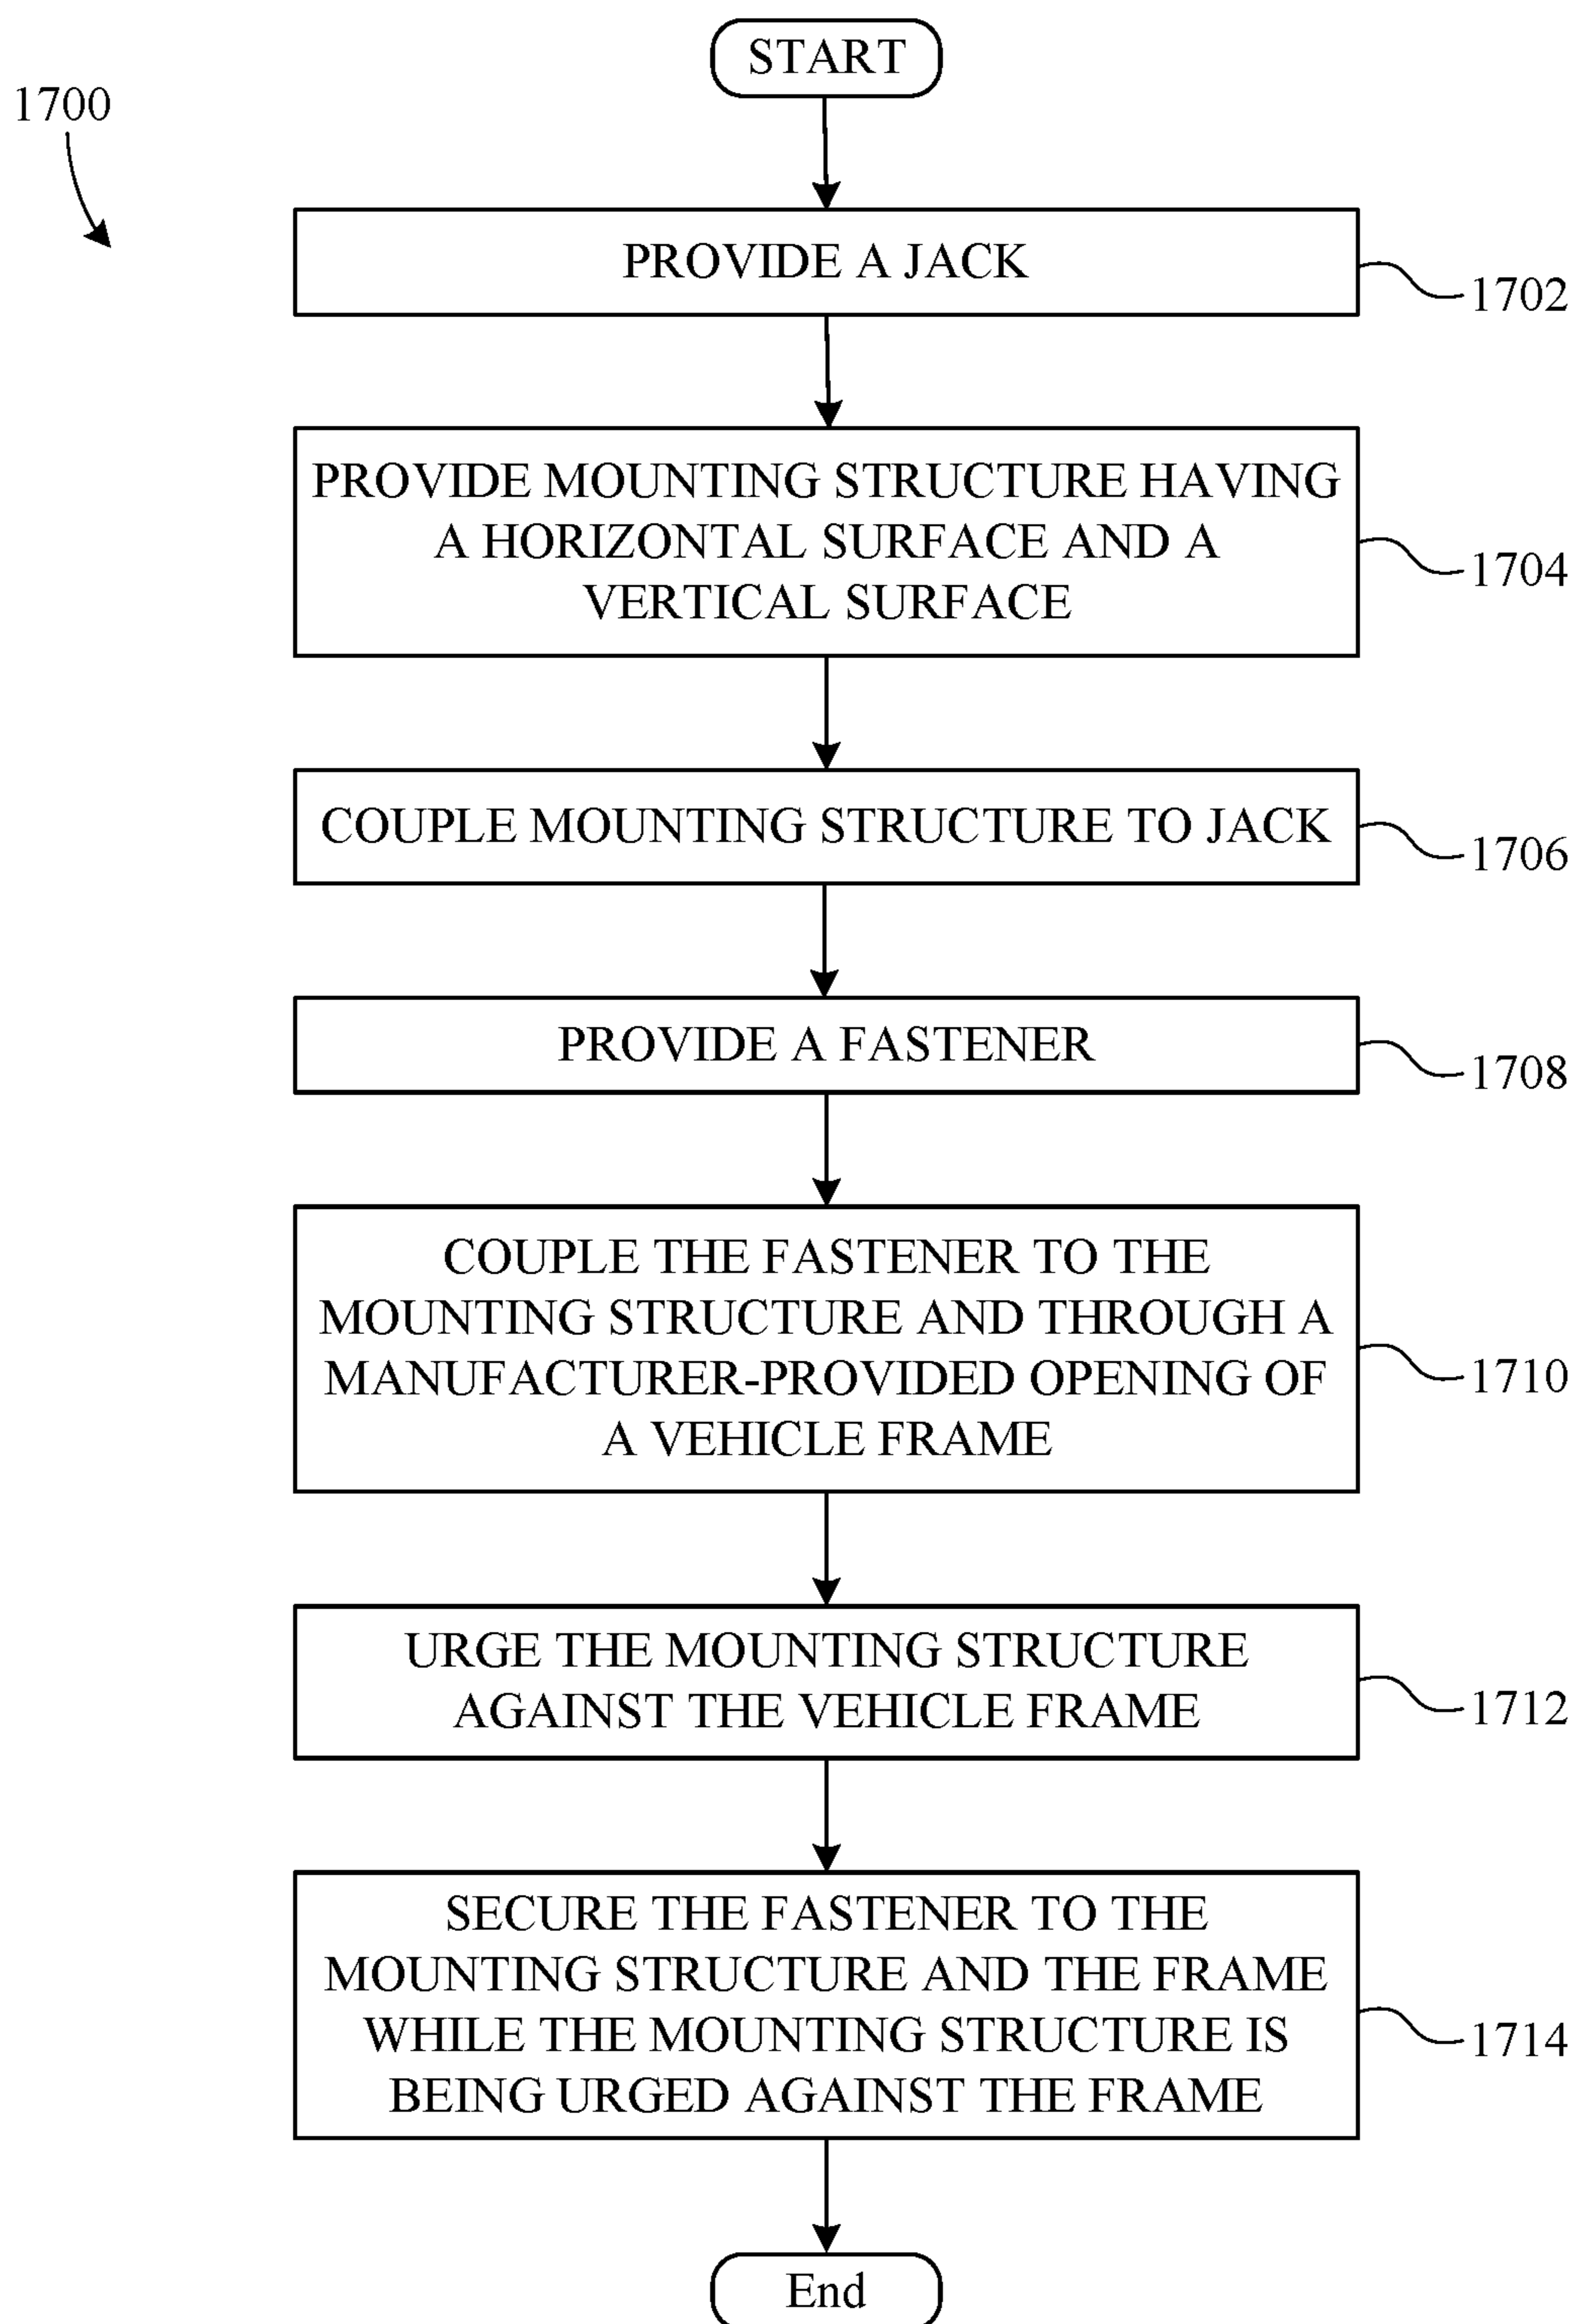 START
1700
PROVIDE A JACK
1702
PROVIDE MOUNTING STRUCTURE HAVING
A HORIZONTAL SURFACE AND A
VERTICAL SURFACE
1704
COUPLE MOUNTING STRUCTURE TO JACK
1706
PROVIDE A FASTENER
1708
COUPLE THE FASTENER TO THE
MOUNTING STRUCTURE AND THROUGH A
MANUFACTURER-PROVIDED OPENING OF
A VEHICLE FRAME
1710
URGE THE MOUNTING STRUCTURE
AGAINST THE VEHICLE FRAME
1712
SECURE THE FASTENER TO THE
MOUNTING STRUCTURE AND THE FRAME
WHILE THE MOUNTING STRUCTURE IS
BEING URGED AGAINST THE FRAME
1714
End